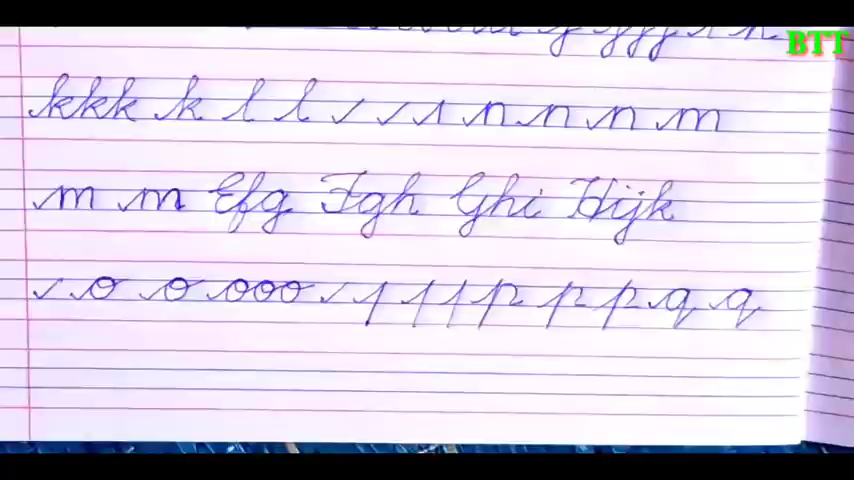 BTT
kkk k l l n n n m
m m Efg Fgh Ghi Hijk
o o ooo p p p q q